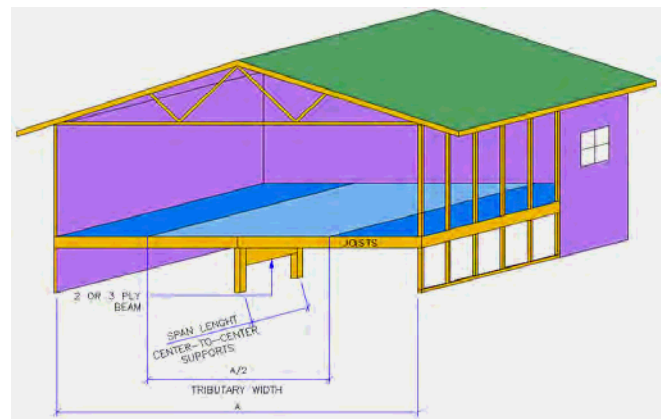 JOISTS
2 OR 3 PLY
BEAM
SPAN LENGHT
CENTER-TO-CENTER
SUPPORTS
A/2
TRIBUTARY WIDTH
A